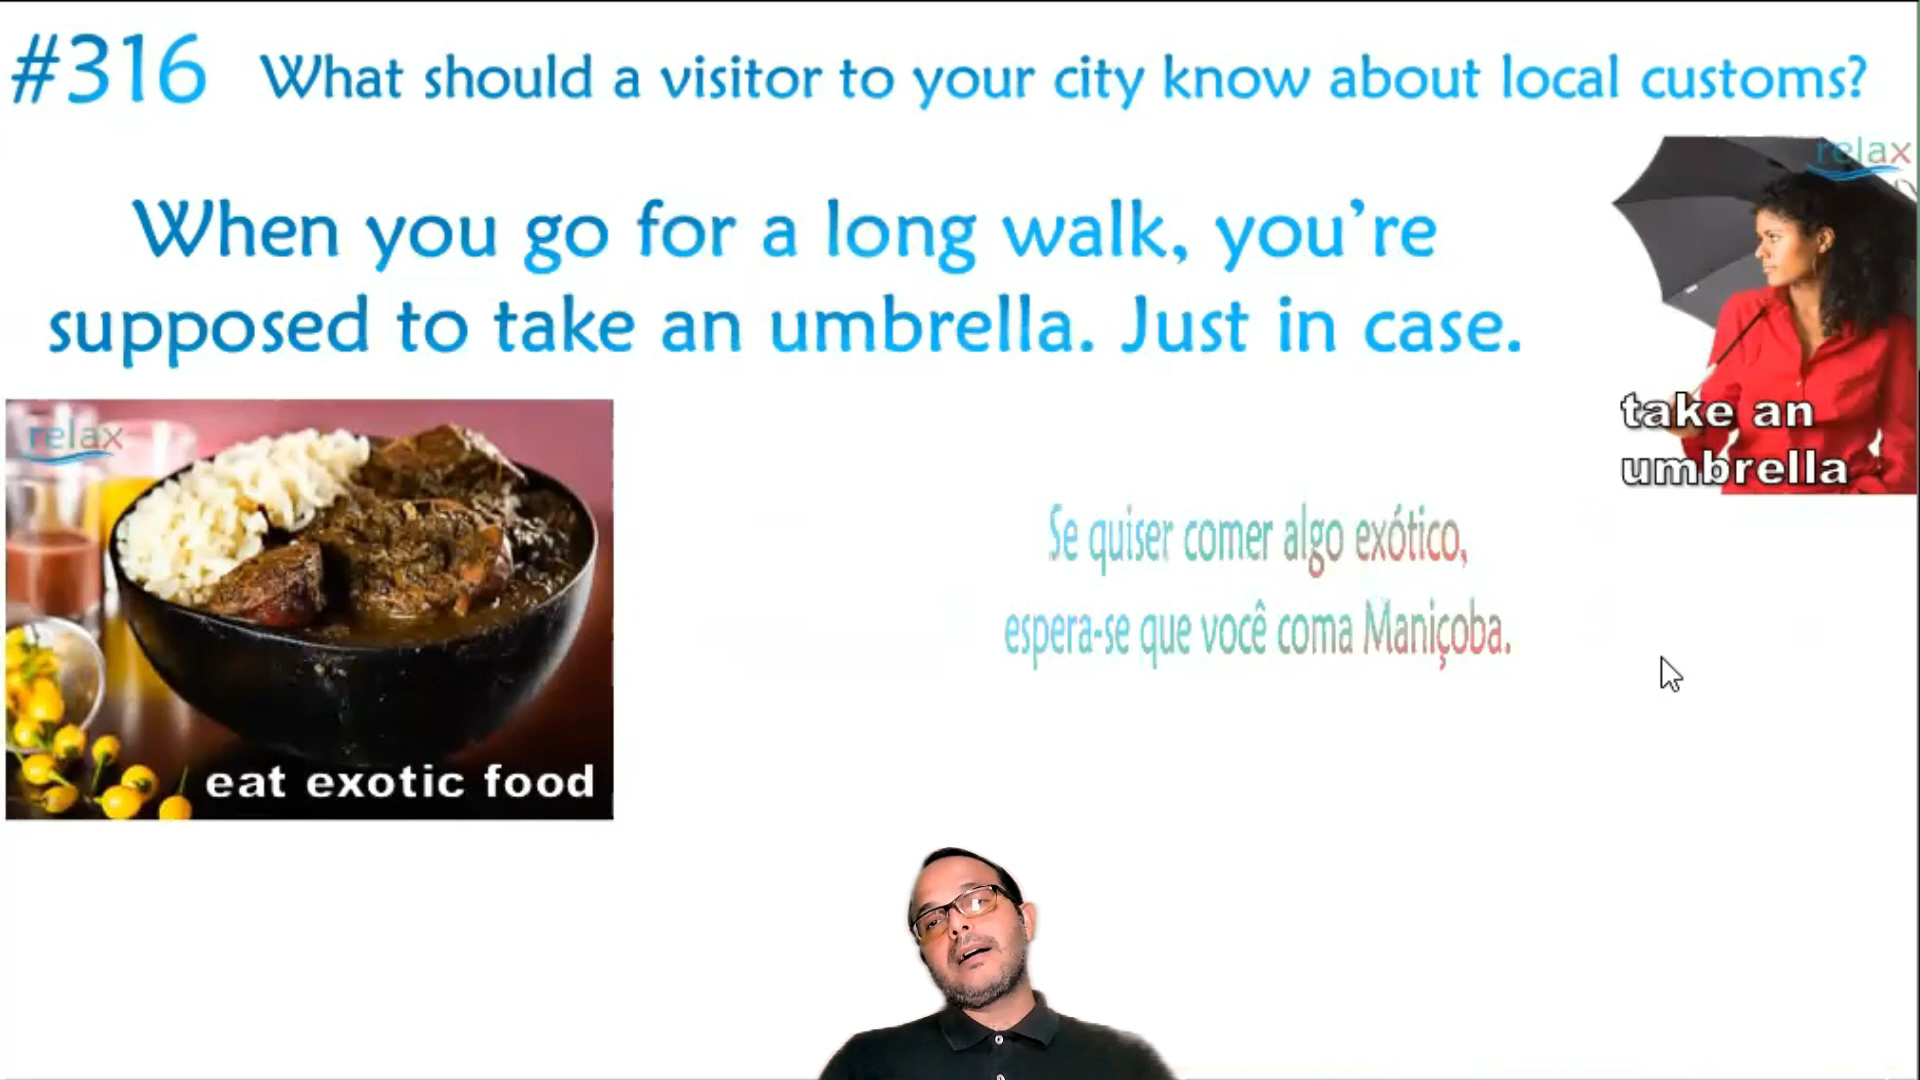 #316 What should a visitor to your city know about local customs?
relax
When you go for a long walk, you're
supposed to take an umbrella. Just in case.
take an
umbrella
relax
Se quiser comer algo exótico,
espera-se que você coma Maniçoba.
eat exotic food